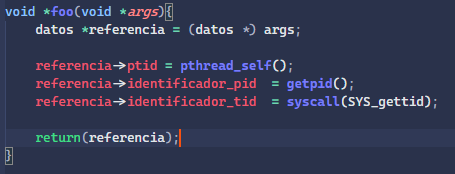 void *foo(void *args){
datos *referencia = (datos *) args;
referencia->ptid = pthread_self();
referencia->identificador_pid  = getpid();
referencia->identificador_tid  = syscall(SYS_gettid);
return(referencia);
}